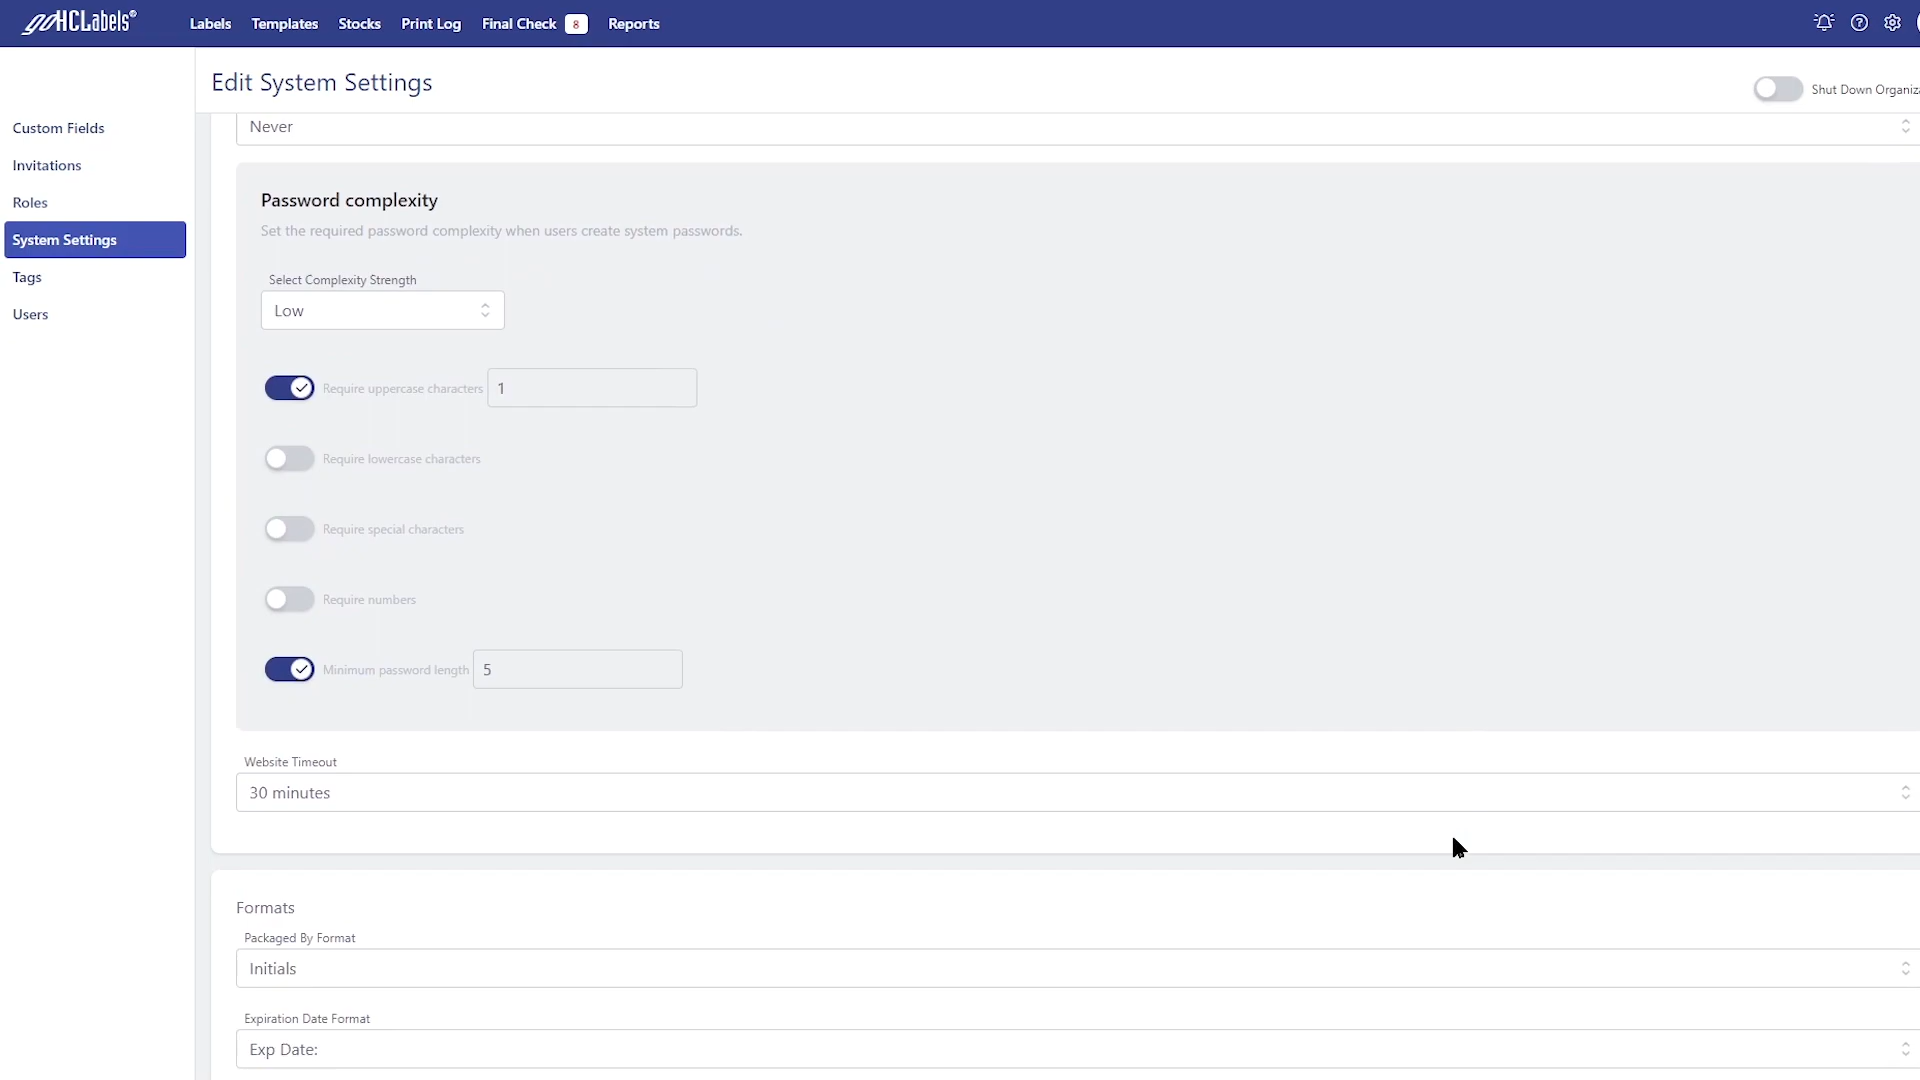 HCLabels®
Labels
Templates
Stocks
Print Log
Final Check 8
Reports
Edit System Settings
Shut Down Organiza
Custom Fields
Invitations
Roles
System Settings
Tags
Users
Never
Password complexity
Set the required password complexity when users create system passwords.
Select Complexity Strength
Low
Require uppercase characters 1
Require lowercase characters
Require special characters
Require numbers
Minimum password length 5
Website Timeout
30 minutes
Formats
Packaged By Format
Initials
Expiration Date Format
Exp Date: